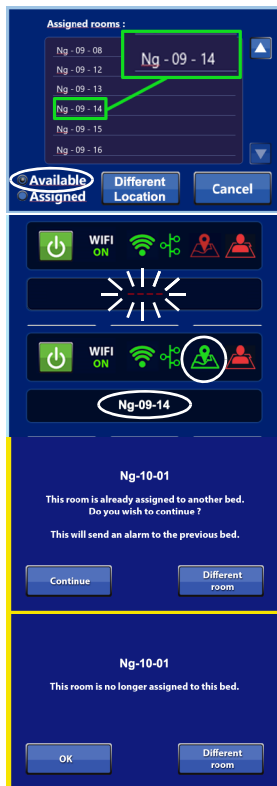 Assigned rooms :
Ng - 09 - 08
Ng - 09 - 12
Ng - 09 - 13
Ng - 09 - 14
Ng - 09 - 15
Ng - 09 - 16
Ng - 09 - 14
Available
Assigned
Different
Location
Cancel
WIFI
ON
-----
WIFI
ON
Ng-09-14
Ng-10-01
This room is already assigned to another bed.
Do you wish to continue ?
This will send an alarm to the previous bed.
Continue
Different
room
Ng-10-01
This room is no longer assigned to this bed.
OK
Different
room